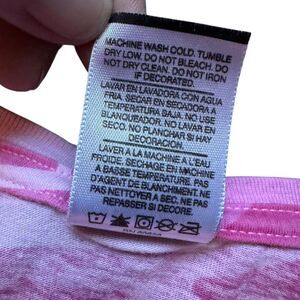 MACHINE WASH COLD. TUMBLE
DRY LOW. DO NOT BLEACH. DO
NOT DRY CLEAN. DO NOT IRON
IF DECORATED.
LAVAR EN LAVADORA CON AGUA
FRIA. SECAR EN SECADORA A
TEMPERATURA BAJA. NO USE
BLANQUEADOR. NO LAVAR EN
SECO. NO PLANCHAR SI HAY
DECORACION.
LAVER A LA MACHINE A L'EAU
FROIDE. SECHAGE EN MACHINE
A BASSE TEMPERATURE. PAS
D'AGENT DE BLANCHIMENT. NE
PAS NETTOYER A SEC. NE PAS
REPASSER SI DECORE.